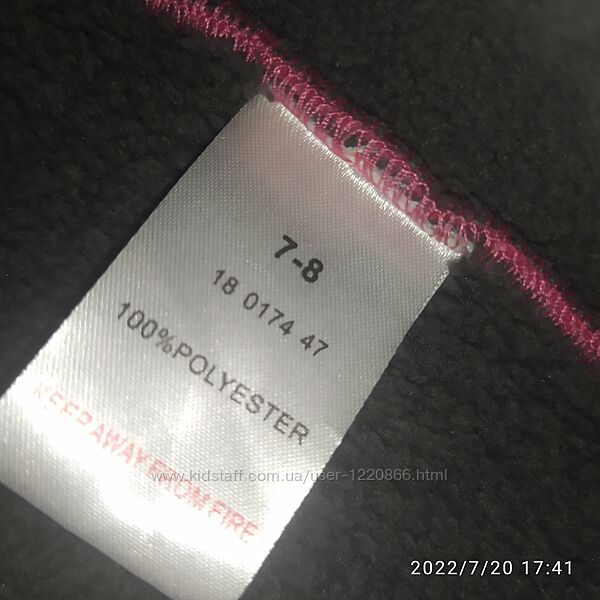 7-8
18 0174 47
100%POLYESTER
KEEP AWAY FROM FIRE
www.kidstaff.com.ua/user-1220866.html
2022/7/20 17:41